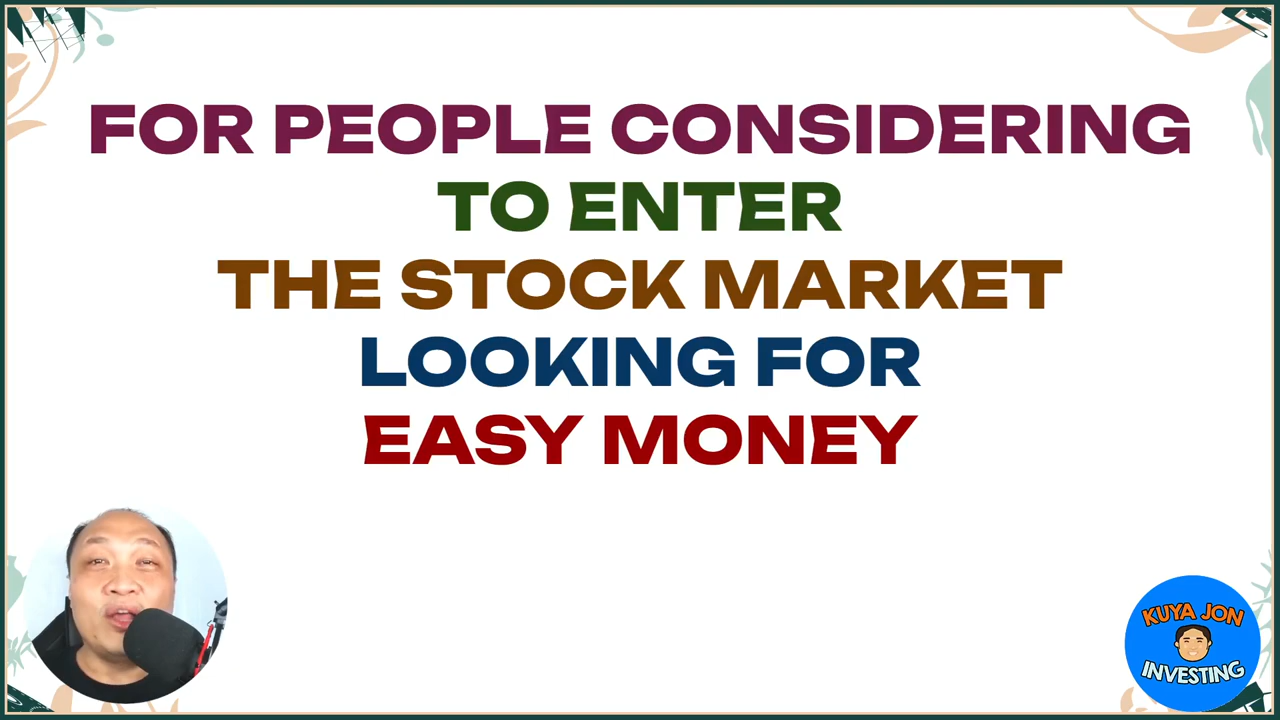 FOR PEOPLE CONSIDERING
TO ENTER
THE STOCK MARKET
LOOKING FOR
EASY MONEY
KUYA JON
INVESTING